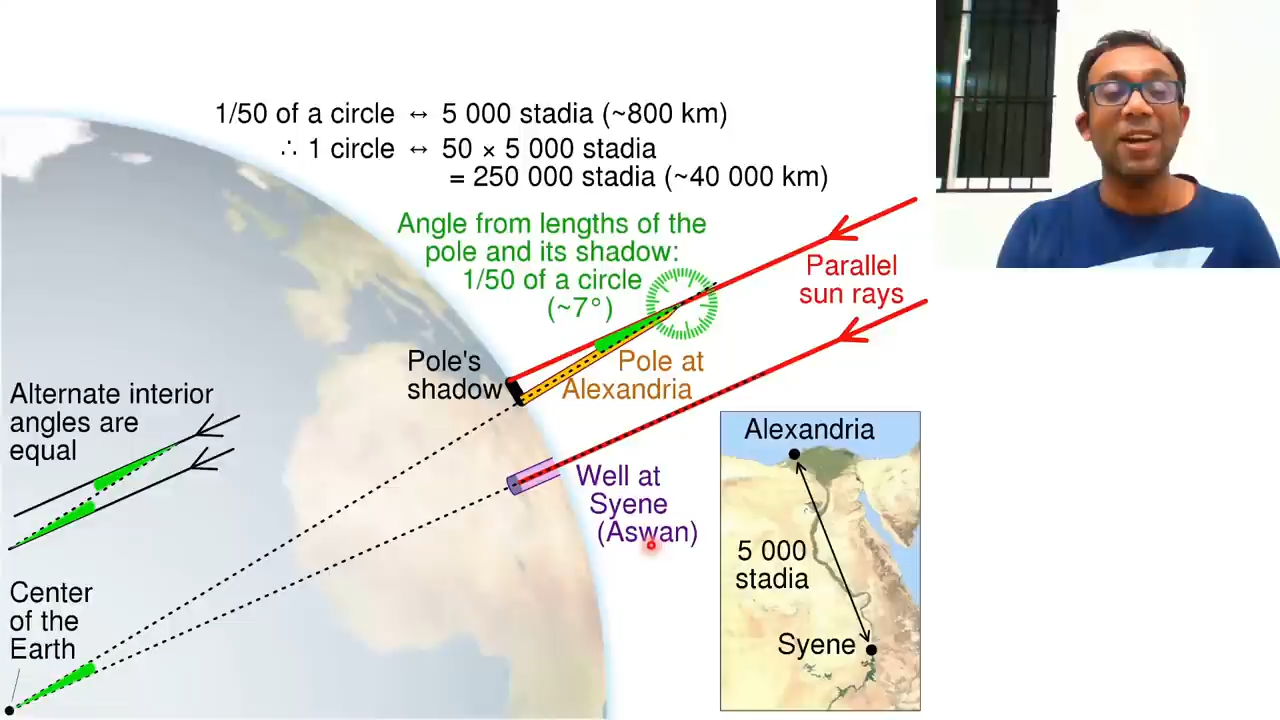 1/50 of a circle ↔ 5 000 stadia (~800 km)
∴ 1 circle ↔ 50 × 5 000 stadia
= 250 000 stadia (~40 000 km)
Angle from lengths of the
pole and its shadow:
1/50 of a circle
(~7°)
Parallel
sun rays
Pole's
shadow
Pole at
Alexandria
Alternate interior
angles are
equal
Well at
Syene
(Aswan)
Center
of the
Earth
Alexandria
5 000
stadia
Syene